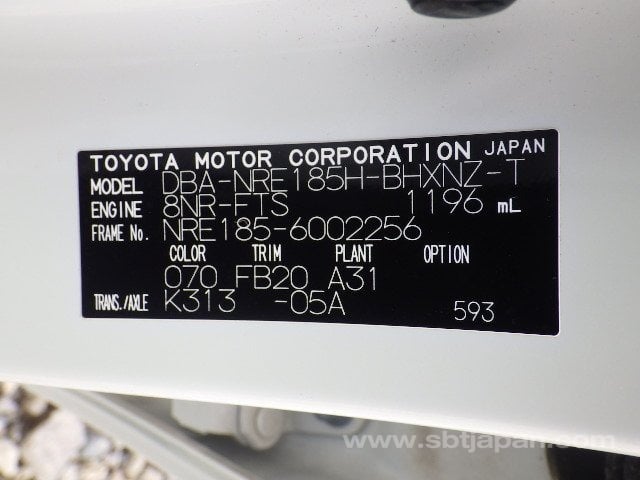 TOYOTA MOTOR CORPORATION JAPAN
MODEL DBA-NRE185H-BHXNZ-T
ENGINE 8NR-FTS 1196 mL
FRAME No. NRE185-6002256
COLOR TRIM PLANT OPTION
070 FB20 A31
TRANS./AXLE K313 -05A 593
www.sbtjapan.com